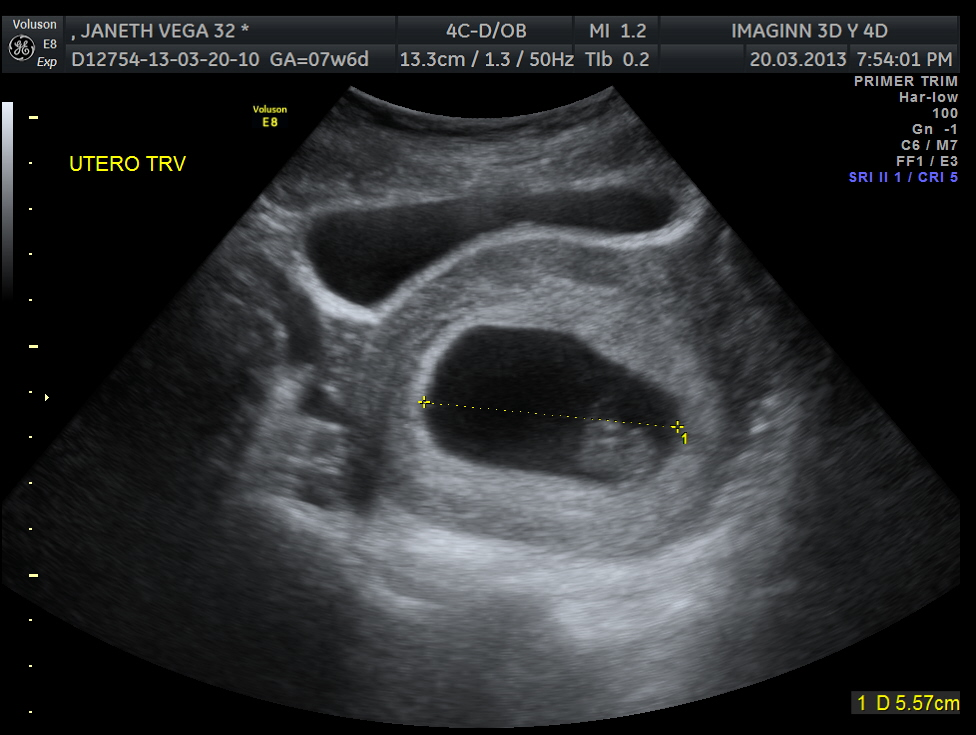 Voluson
E8
Exp
, JANETH VEGA 32 *
4C-D/OB
MI 1.2
IMAGINN 3D Y 4D
D12754-13-03-20-10 GA=07w6d
13.3cm / 1.3 / 50Hz
TIb 0.2
20.03.2013 7:54:01 PM
PRIMER TRIM
Har-low
100
Gn -1
C6 / M7
FF1 / E3
SRI II 1 / CRI 5
Voluson
E8
UTERO TRV
1
1 D 5.57cm